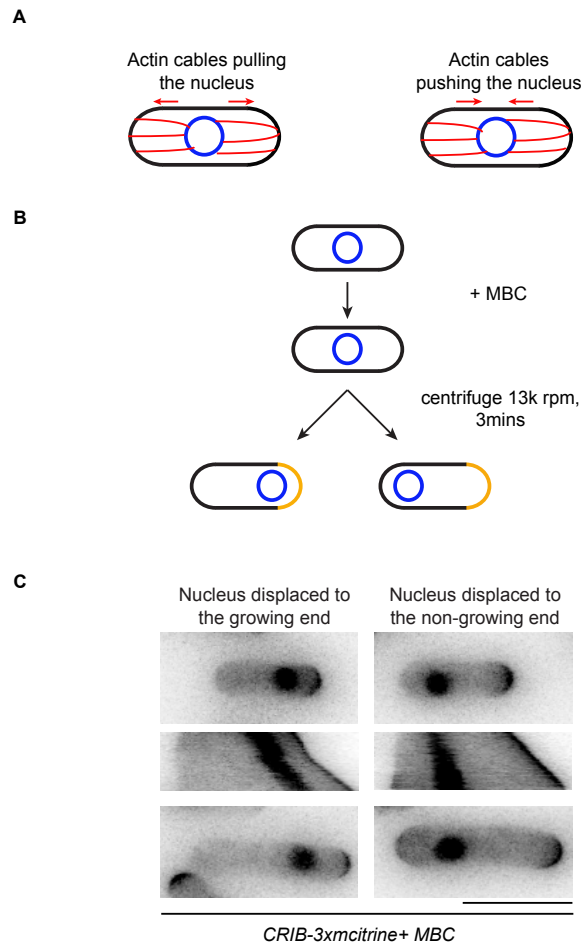 A
Actin cables pulling
the nucleus
Actin cables
pushing the nucleus
B
+ MBC
centrifuge 13k rpm,
3mins
C
Nucleus displaced to
the growing end
Nucleus displaced to
the non-growing end
CRIB-3xmcitrine+ MBC